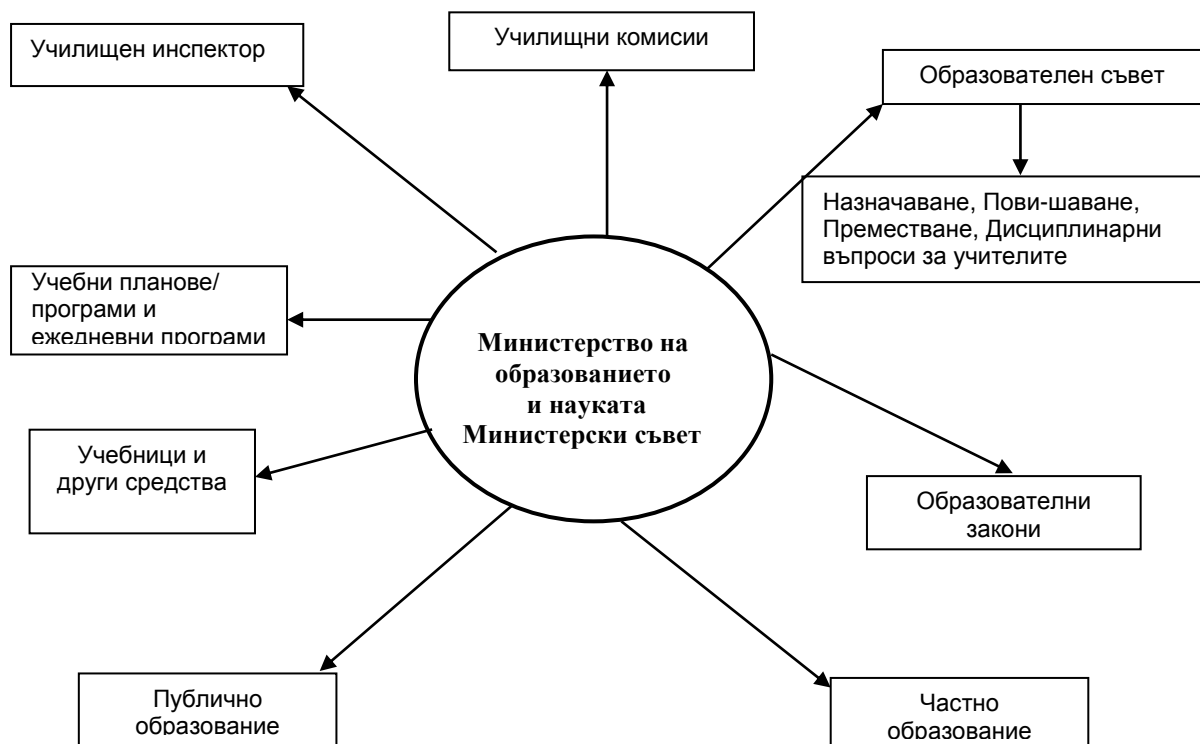 Училищен инспектор
Училищни комисии
Образователен съвет
Назначаване, Пови-шаване,
Преместване, Дисциплинарни
въпроси за учителите
Учебни планове/
програми и
ежедневни програми
Министерство на
образованието
и науката
Министерски съвет
Учебници и
други средства
Образователни
закони
Публично
образование
Частно
образование